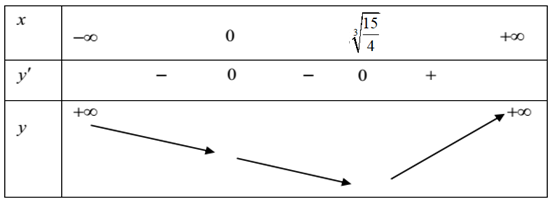 x −∞ 0 ∛(15/4) +∞
y′ − 0 − 0 +
+∞ +∞
y